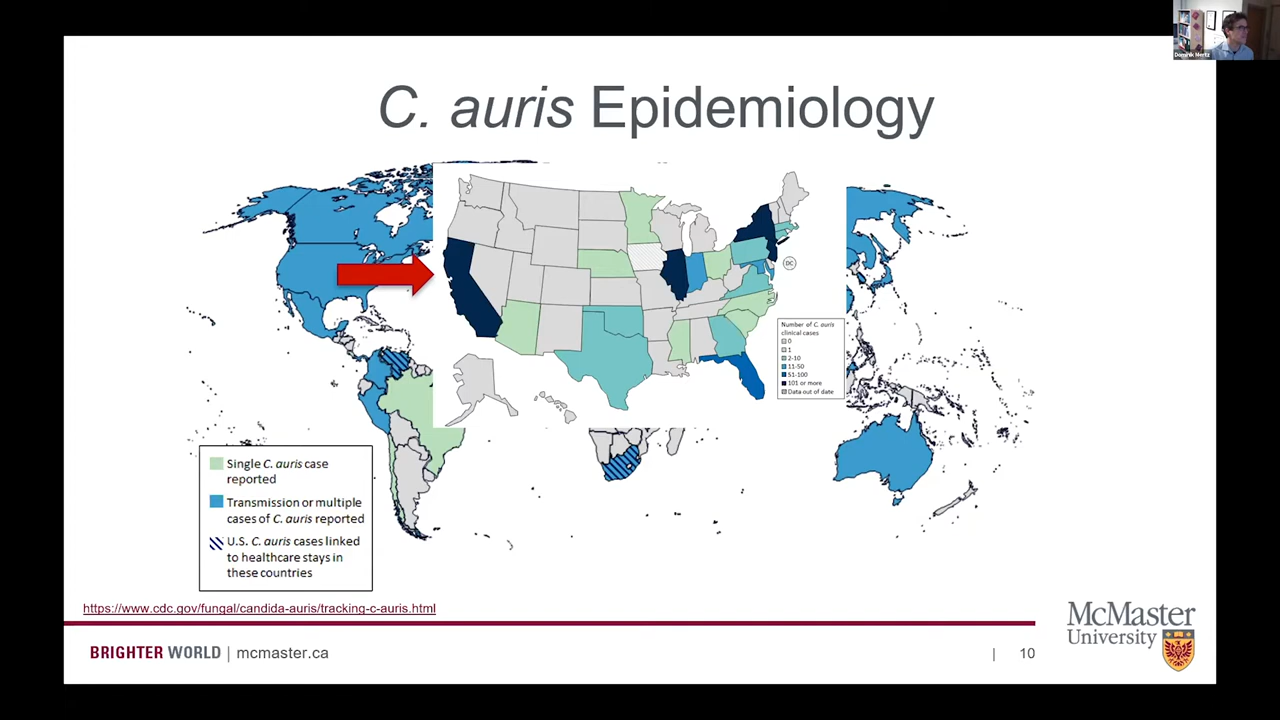 Dominik Mertz
C. auris Epidemiology
DC
Number of C. auris
clinical cases
0
1
2-10
11-50
51-100
101 or more
Data out of date
Single C. auris case
reported
Transmission or multiple
cases of C. auris reported
U.S. C. auris cases linked
to healthcare stays in
these countries
https://www.cdc.gov/fungal/candida-auris/tracking-c-auris.html
BRIGHTER WORLD | mcmaster.ca
| 10
McMaster
University